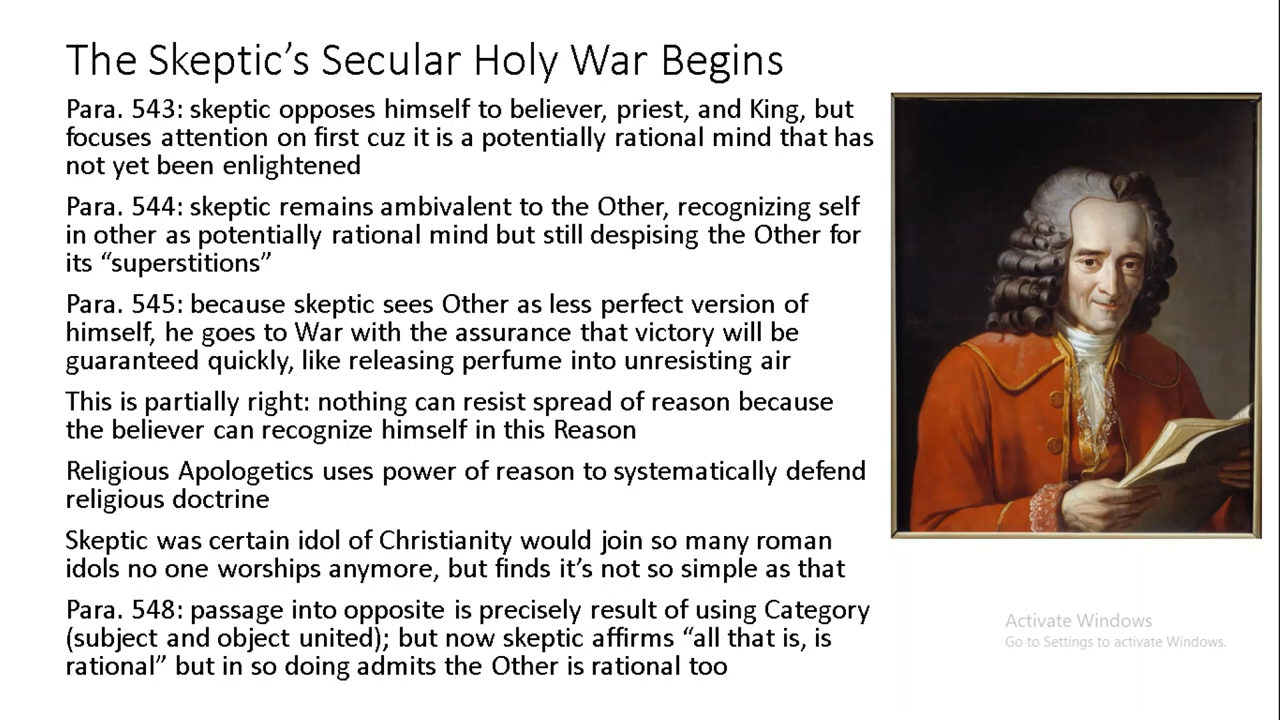 The Skeptic’s Secular Holy War Begins
Para. 543: skeptic opposes himself to believer, priest, and King, but
focuses attention on first cuz it is a potentially rational mind that has
not yet been enlightened
Para. 544: skeptic remains ambivalent to the Other, recognizing self
in other as potentially rational mind but still despising the Other for
its “superstitions”
Para. 545: because skeptic sees Other as less perfect version of
himself, he goes to War with the assurance that victory will be
guaranteed quickly, like releasing perfume into unresisting air
This is partially right: nothing can resist spread of reason because
the believer can recognize himself in this Reason
Religious Apologetics uses power of reason to systematically defend
religious doctrine
Skeptic was certain idol of Christianity would join so many roman
idols no one worships anymore, but finds it’s not so simple as that
Para. 548: passage into opposite is precisely result of using Category
(subject and object united); but now skeptic affirms “all that is, is
rational” but in so doing admits the Other is rational too
Activate Windows
Go to Settings to activate Windows.